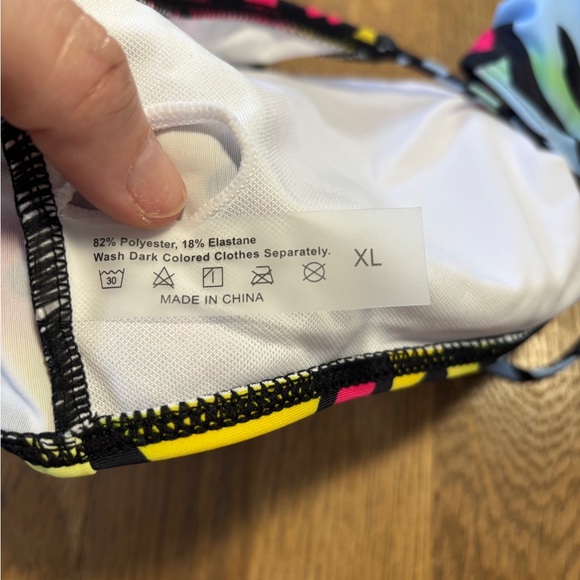 82% Polyester, 18% Elastane
Wash Dark Colored Clothes Separately.
XL
30
MADE IN CHINA